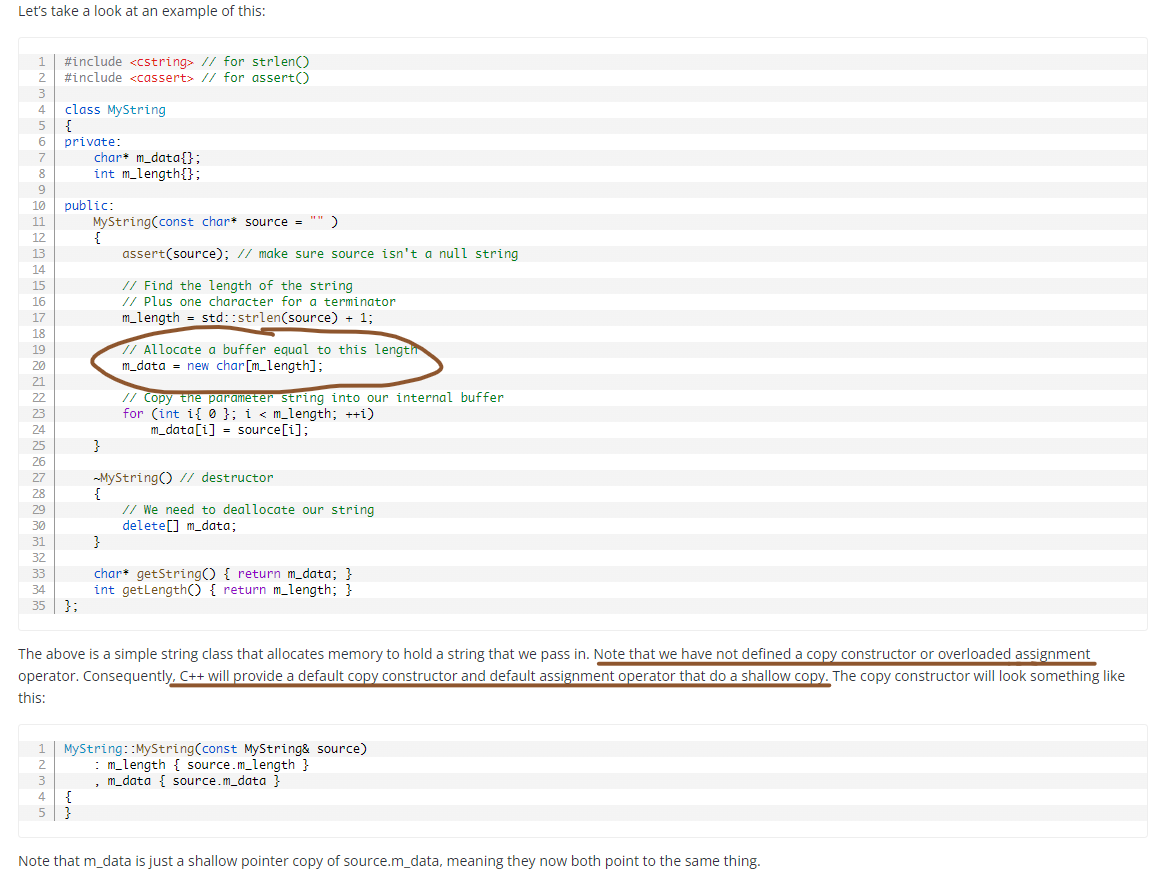 Let's take a look at an example of this:
1 #include <cstring> // for strlen()
2 #include <cassert> // for assert()
3
4 class MyString
5 {
6 private:
7     char* m_data{};
8     int m_length{};
9
10 public:
11     MyString(const char* source = "" )
12     {
13         assert(source); // make sure source isn't a null string
14
15         // Find the length of the string
16         // Plus one character for a terminator
17         m_length = std::strlen(source) + 1;
18
19         // Allocate a buffer equal to this length
20         m_data = new char[m_length];
21
22         // Copy the parameter string into our internal buffer
23         for (int i{ 0 }; i < m_length; ++i)
24             m_data[i] = source[i];
25     }
26
27     ~MyString() // destructor
28     {
29         // We need to deallocate our string
30         delete[] m_data;
31     }
32
33     char* getString() { return m_data; }
34     int getLength() { return m_length; }
35 };
The above is a simple string class that allocates memory to hold a string that we pass in. Note that we have not defined a copy constructor or overloaded assignment
operator. Consequently, C++ will provide a default copy constructor and default assignment operator that do a shallow copy. The copy constructor will look something like
this:
1 MyString::MyString(const MyString& source)
2     : m_length { source.m_length }
3     , m_data { source.m_data }
4 {
5 }
Note that m_data is just a shallow pointer copy of source.m_data, meaning they now both point to the same thing.